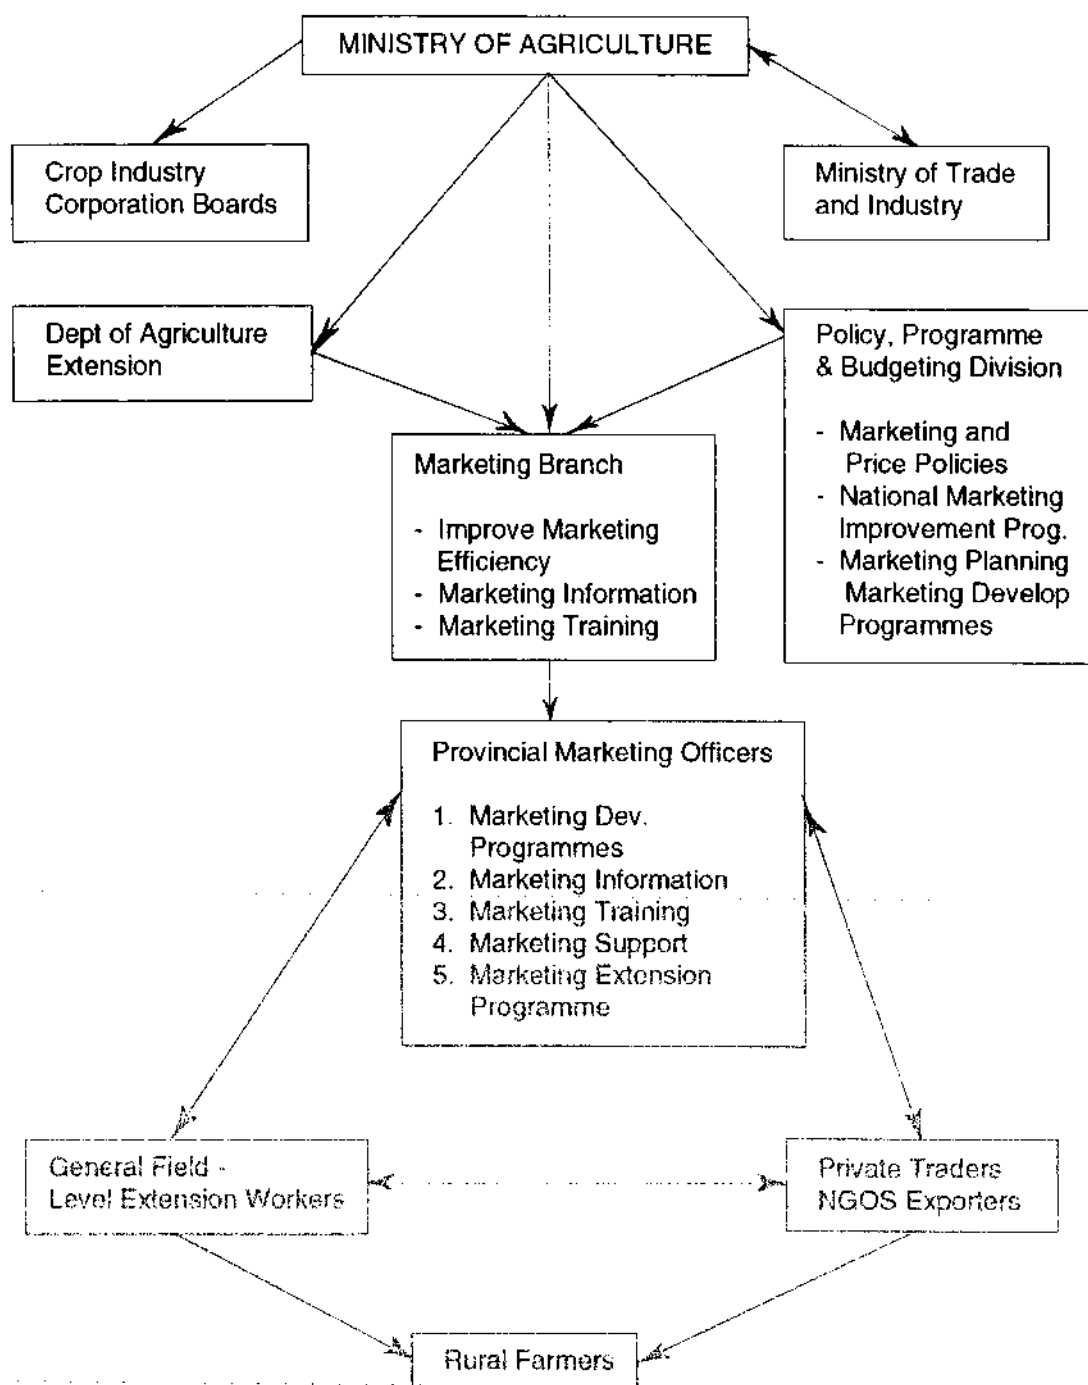 MINISTRY OF AGRICULTURE
Crop Industry
Corporation Boards
Ministry of Trade
and Industry
Dept of Agriculture
Extension
Policy, Programme
& Budgeting Division
- Marketing and
Price Policies
- National Marketing
Improvement Prog.
- Marketing Planning
Marketing Develop
Programmes
Marketing Branch
- Improve Marketing
Efficiency
- Marketing Information
- Marketing Training
Provincial Marketing Officers
1. Marketing Dev.
Programmes
2. Marketing Information
3. Marketing Training
4. Marketing Support
5. Marketing Extension
Programme
General Field -
Level Extension Workers
Private Traders
NGOS Exporters
Rural Farmers